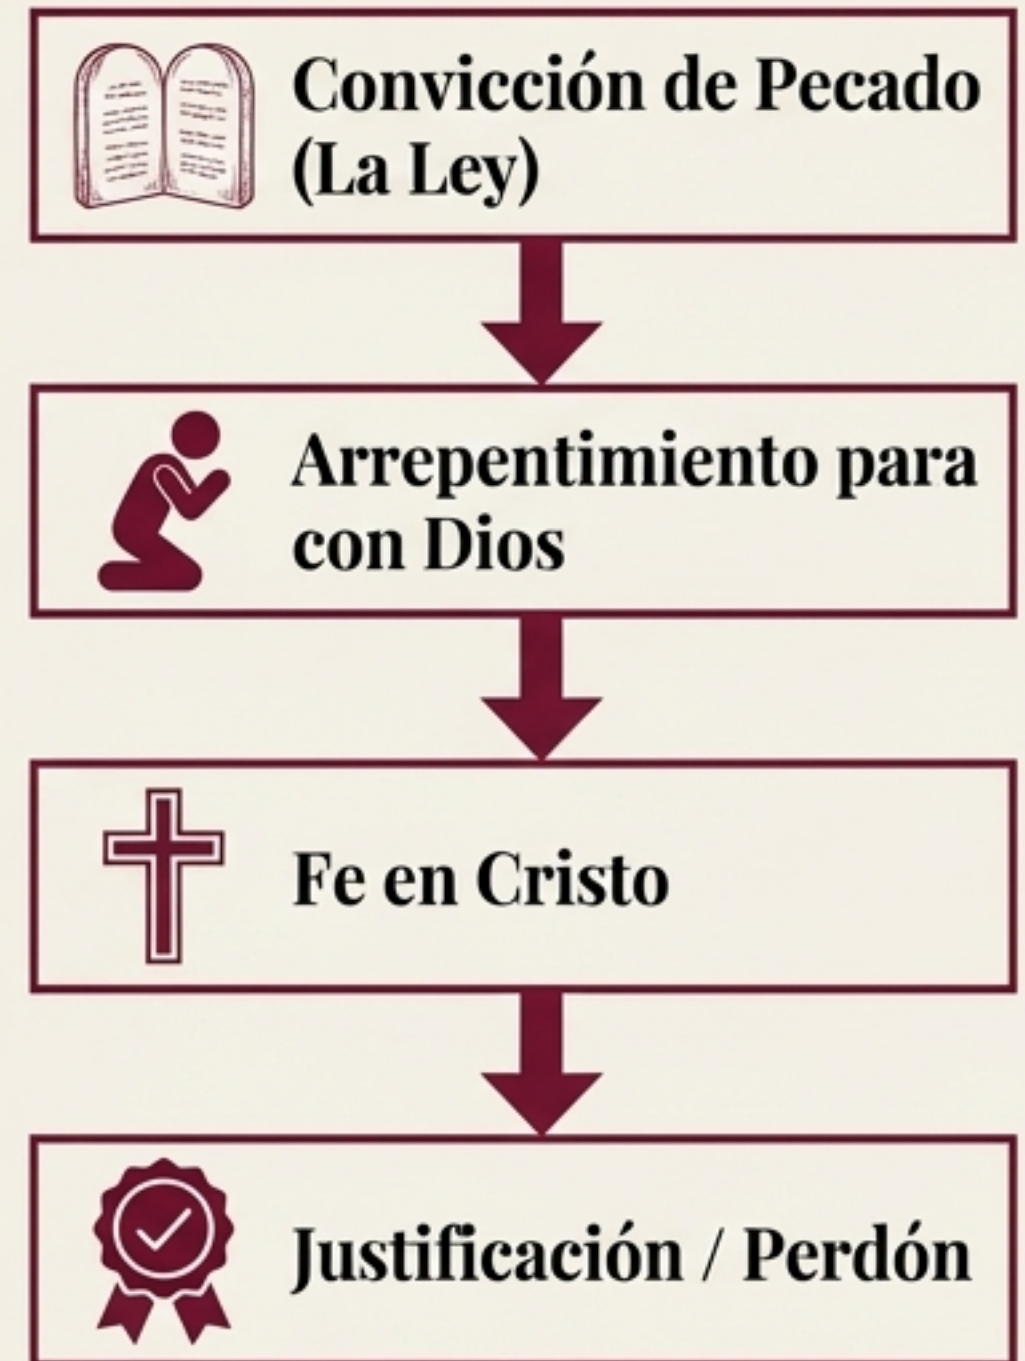 Convicción de Pecado
(La Ley)
Arrepentimiento para
con Dios
Fe en Cristo
Justificación / Perdón